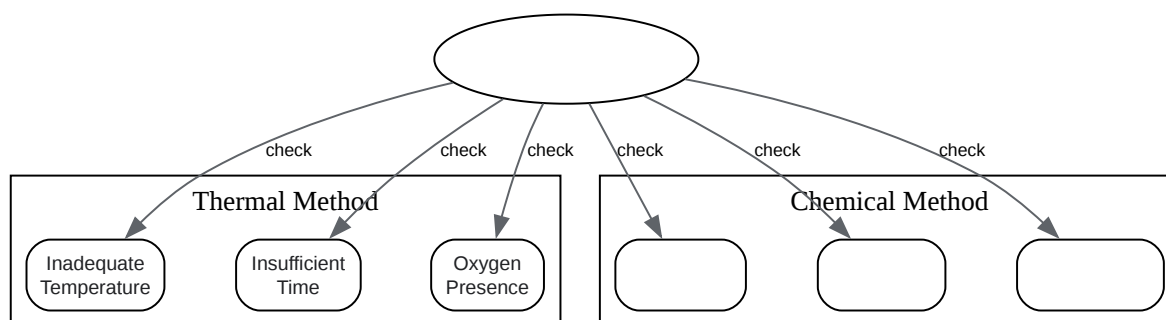 check
check
check
check
check
check
Thermal Method
Chemical Method
Inadequate
Temperature
Insufficient
Time
Oxygen
Presence